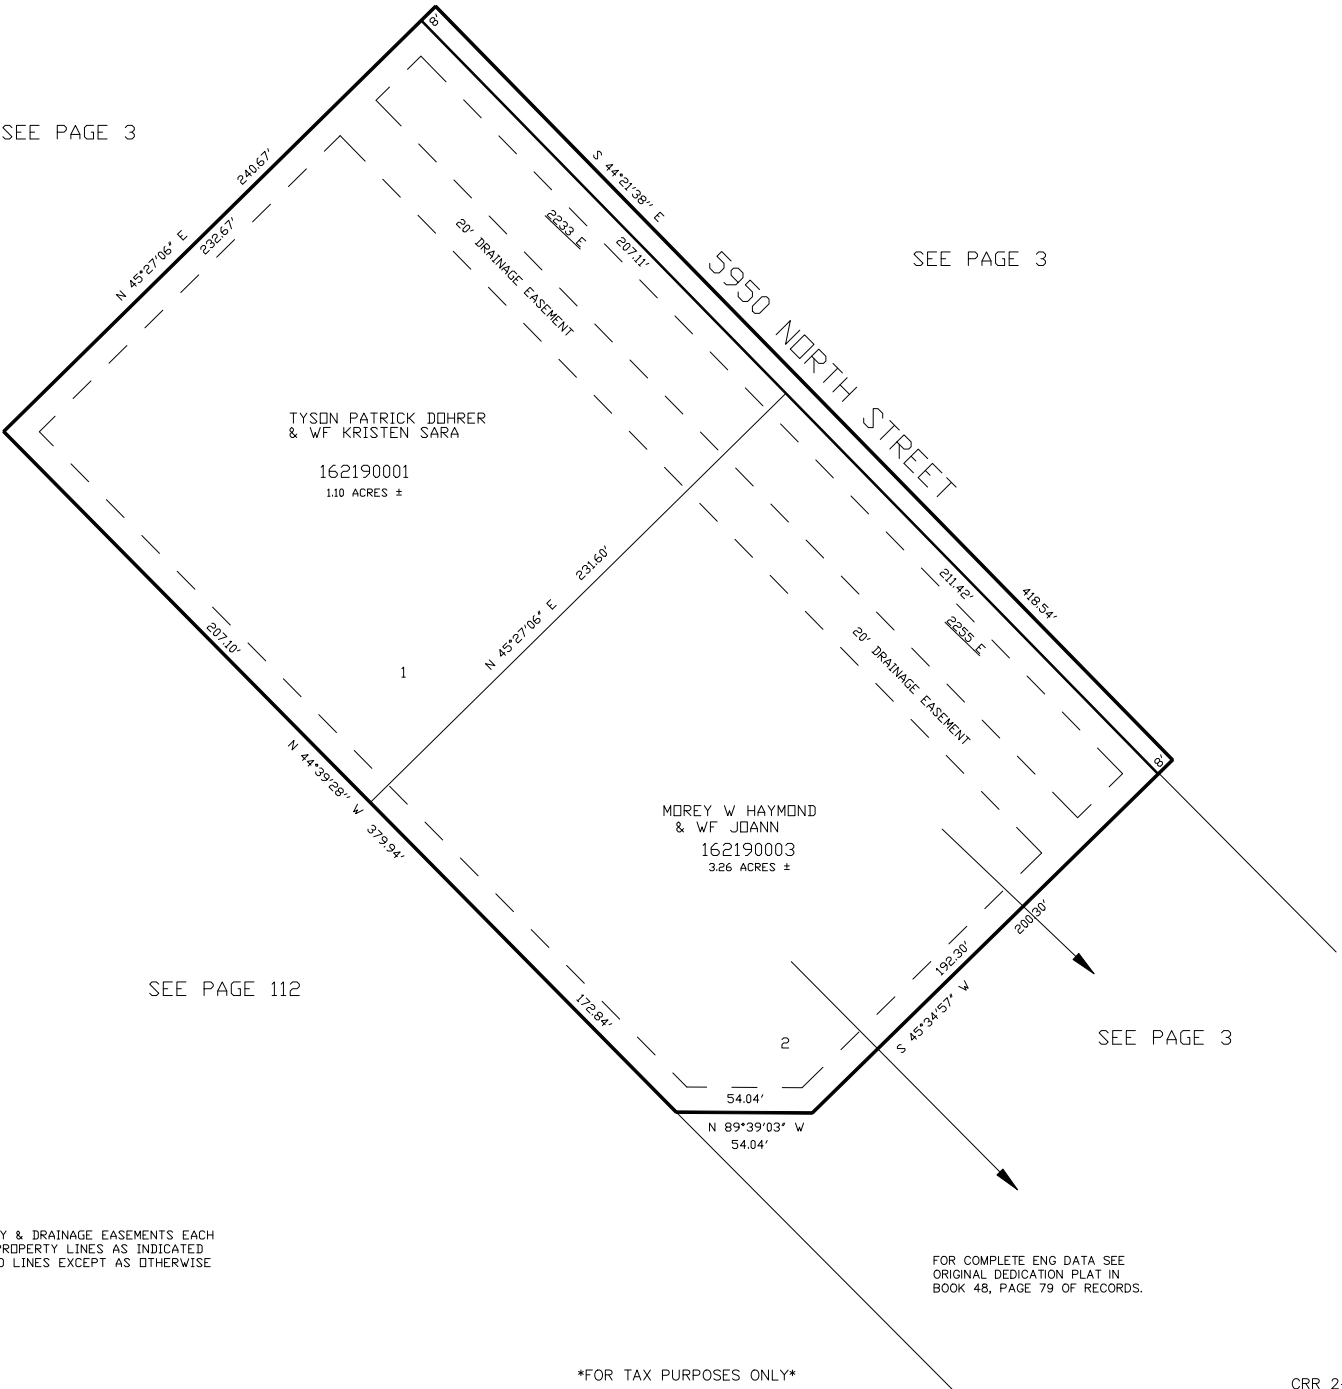 8'
SEE PAGE 3
240.67'
232.67'
N 45°27'06" E
S 44°21'38'' E
2233 E
207.11'
20' DRAINAGE EASEMENT
5950 NORTH STREET
SEE PAGE 3
TYSON PATRICK DOHRER
& WF KRISTEN SARA
162190001
1.10 ACRES ±
231.60'
N 45°27'06" E
207.10'
1
211.42'
418.54'
2255 E
20' DRAINAGE EASEMENT
8'
N 44°39'28'' W 379.94'
MOREY W HAYMOND
& WF JOANN
162190003
3.26 ACRES ±
200.30'
192.30'
S 45°34'57" W
SEE PAGE 112
172.84'
2
SEE PAGE 3
54.04'
N 89°39'03" W
54.04'
Y & DRAINAGE EASEMENTS EACH
PROPERTY LINES AS INDICATED
LINES EXCEPT AS OTHERWISE
FOR COMPLETE ENG DATA SEE
ORIGINAL DEDICATION PLAT IN
BOOK 48, PAGE 79 OF RECORDS.
*FOR TAX PURPOSES ONLY*
CRR 2-